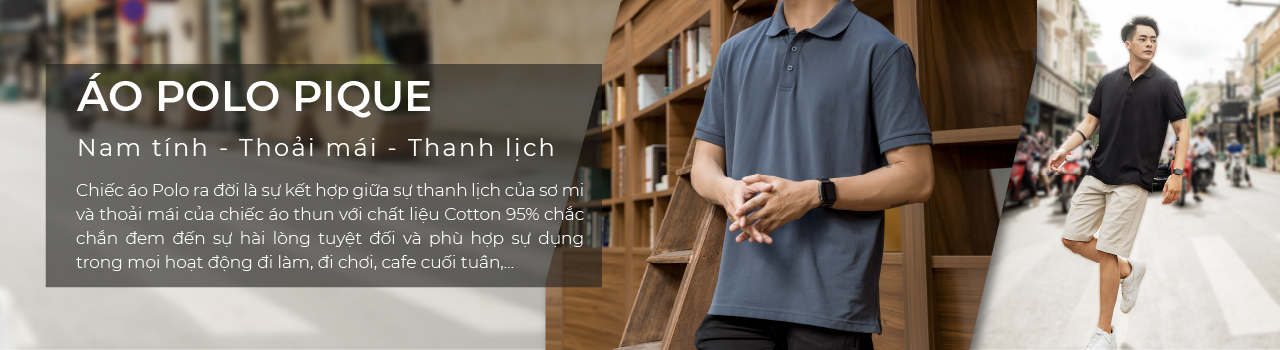 ÁO POLO PIQUE
Nam tính - Thoải mái - Thanh lịch
Chiếc áo Polo ra đời là sự kết hợp giữa sự thanh lịch của sơ mi
và thoải mái của chiếc áo thun với chất liệu Cotton 95% chắc
chắn đem đến sự hài lòng tuyệt đối và phù hợp sự dụng
trong mọi hoạt động đi làm, đi chơi, cafe cuối tuần,...